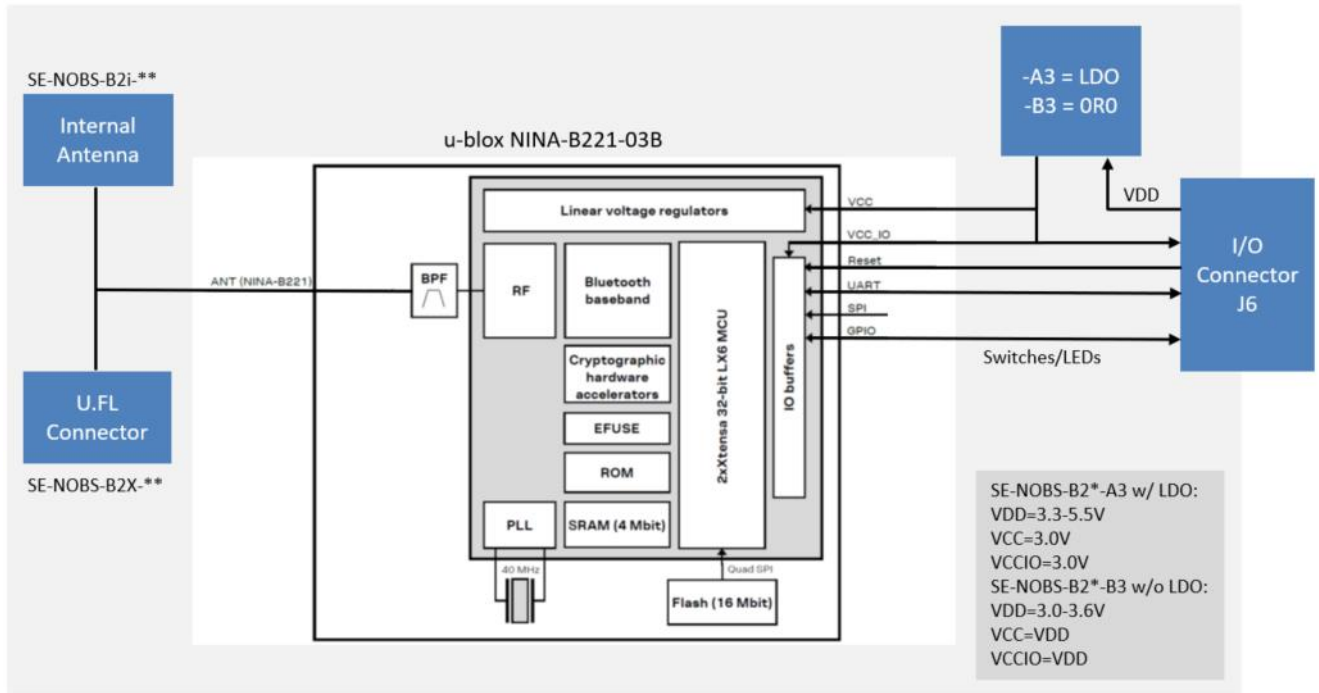 SE-NOBS-B2i-**
Internal
Antenna
U.FL
Connector
SE-NOBS-B2X-**
u-blox NINA-B221-03B
ANT (NINA-B221)
BPF
Linear voltage regulators
RF
Bluetooth
baseband
Cryptographic
hardware
accelerators
EFUSE
ROM
PLL
SRAM (4 Mbit)
2xXtensa 32-bit LX6 MCU
IO buffers
40 MHz
Quad SPI
Flash (16 Mbit)
-A3 = LDO
-B3 = 0R0
VDD
VCC
VCC_IO
Reset
UART
SPI
GPIO
Switches/LEDs
I/O
Connector
J6
SE-NOBS-B2*-A3 w/ LDO:
VDD=3.3-5.5V
VCC=3.0V
VCCIO=3.0V
SE-NOBS-B2*-B3 w/o LDO:
VDD=3.0-3.6V
VCC=VDD
VCCIO=VDD